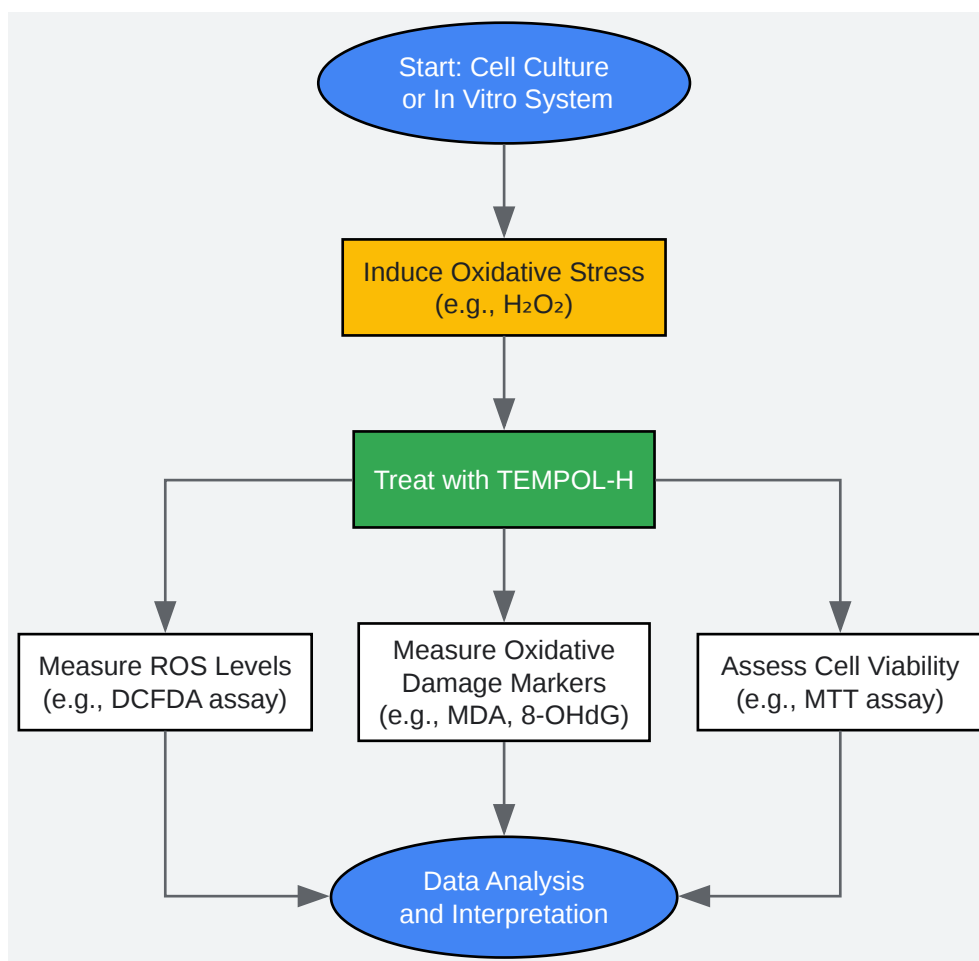 Start: Cell Culture
or In Vitro System
Induce Oxidative Stress
(e.g., H₂O₂)
Treat with TEMPOL-H
Measure ROS Levels
(e.g., DCFDA assay)
Measure Oxidative
Damage Markers
(e.g., MDA, 8-OHdG)
Assess Cell Viability
(e.g., MTT assay)
Data Analysis
and Interpretation